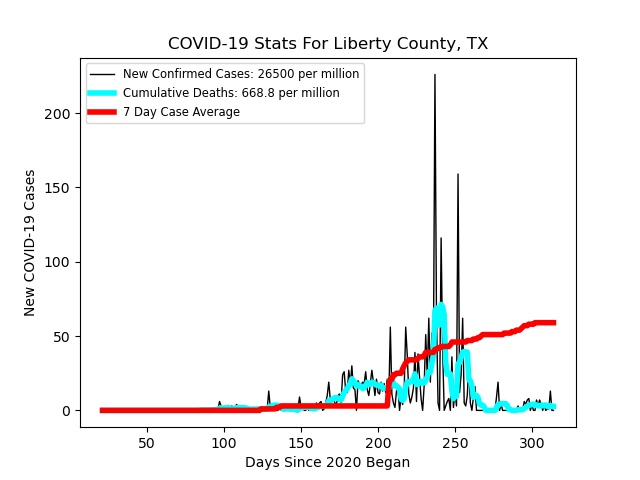 COVID-19 Stats For Liberty County, TX
New Confirmed Cases: 26500 per million
Cumulative Deaths: 668.8 per million
7 Day Case Average
New COVID-19 Cases
200
150
100
50
0
50 100 150 200 250 300
Days Since 2020 Began